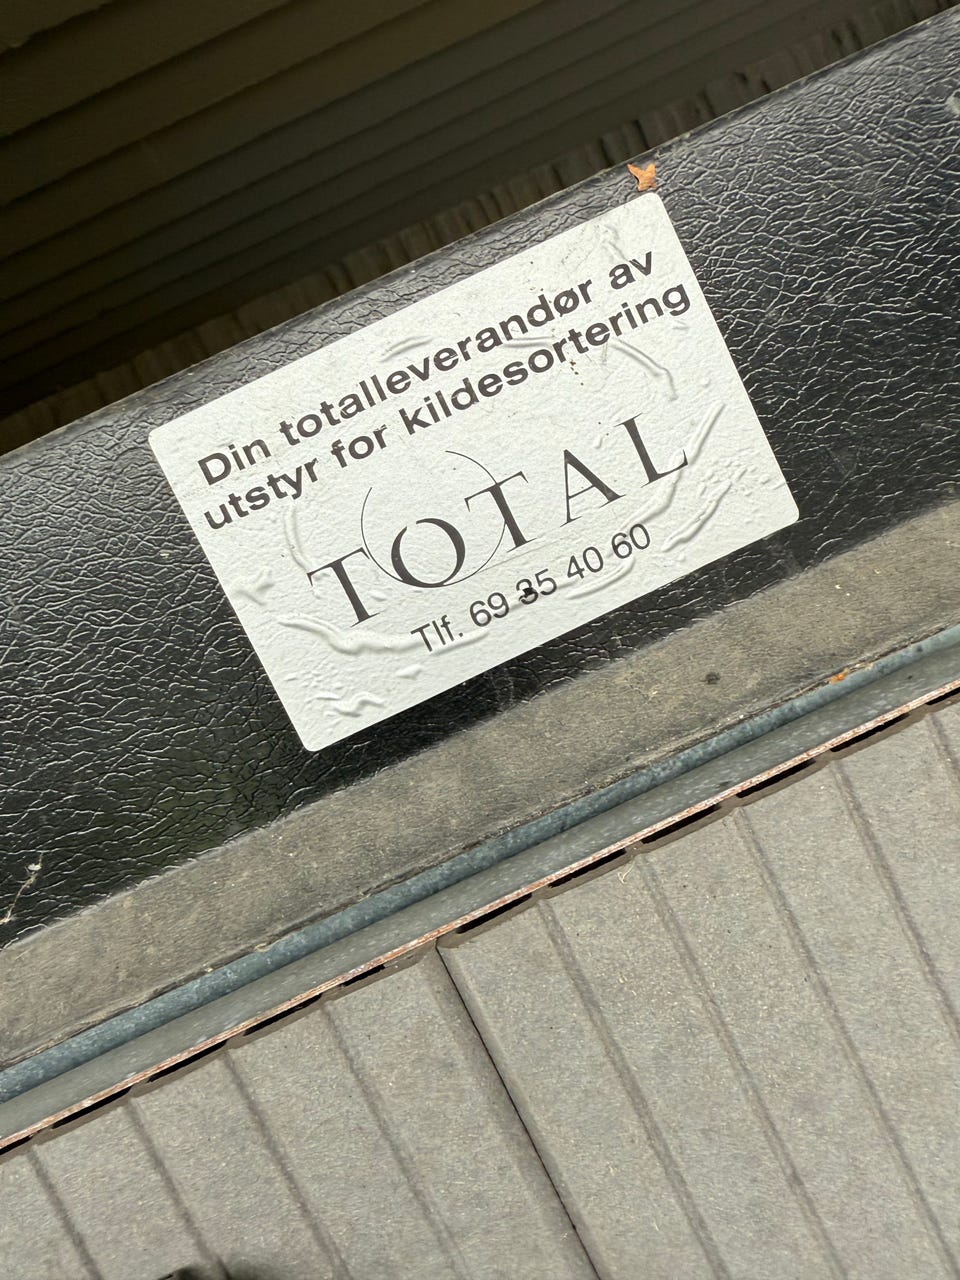 Din totalleverandør av
utstyr for kildesortering
TOTAL
Tlf. 69 35 40 60